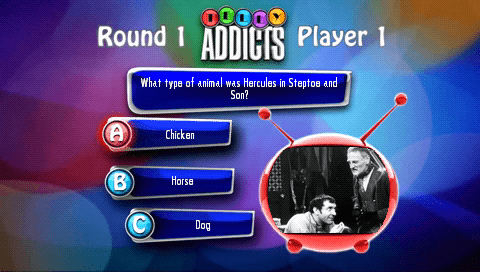 Round 1 TELLY ADDICTS Player 1
What type of animal was Hercules in Steptoe and
Son?
A Chicken
B Horse
C Dog